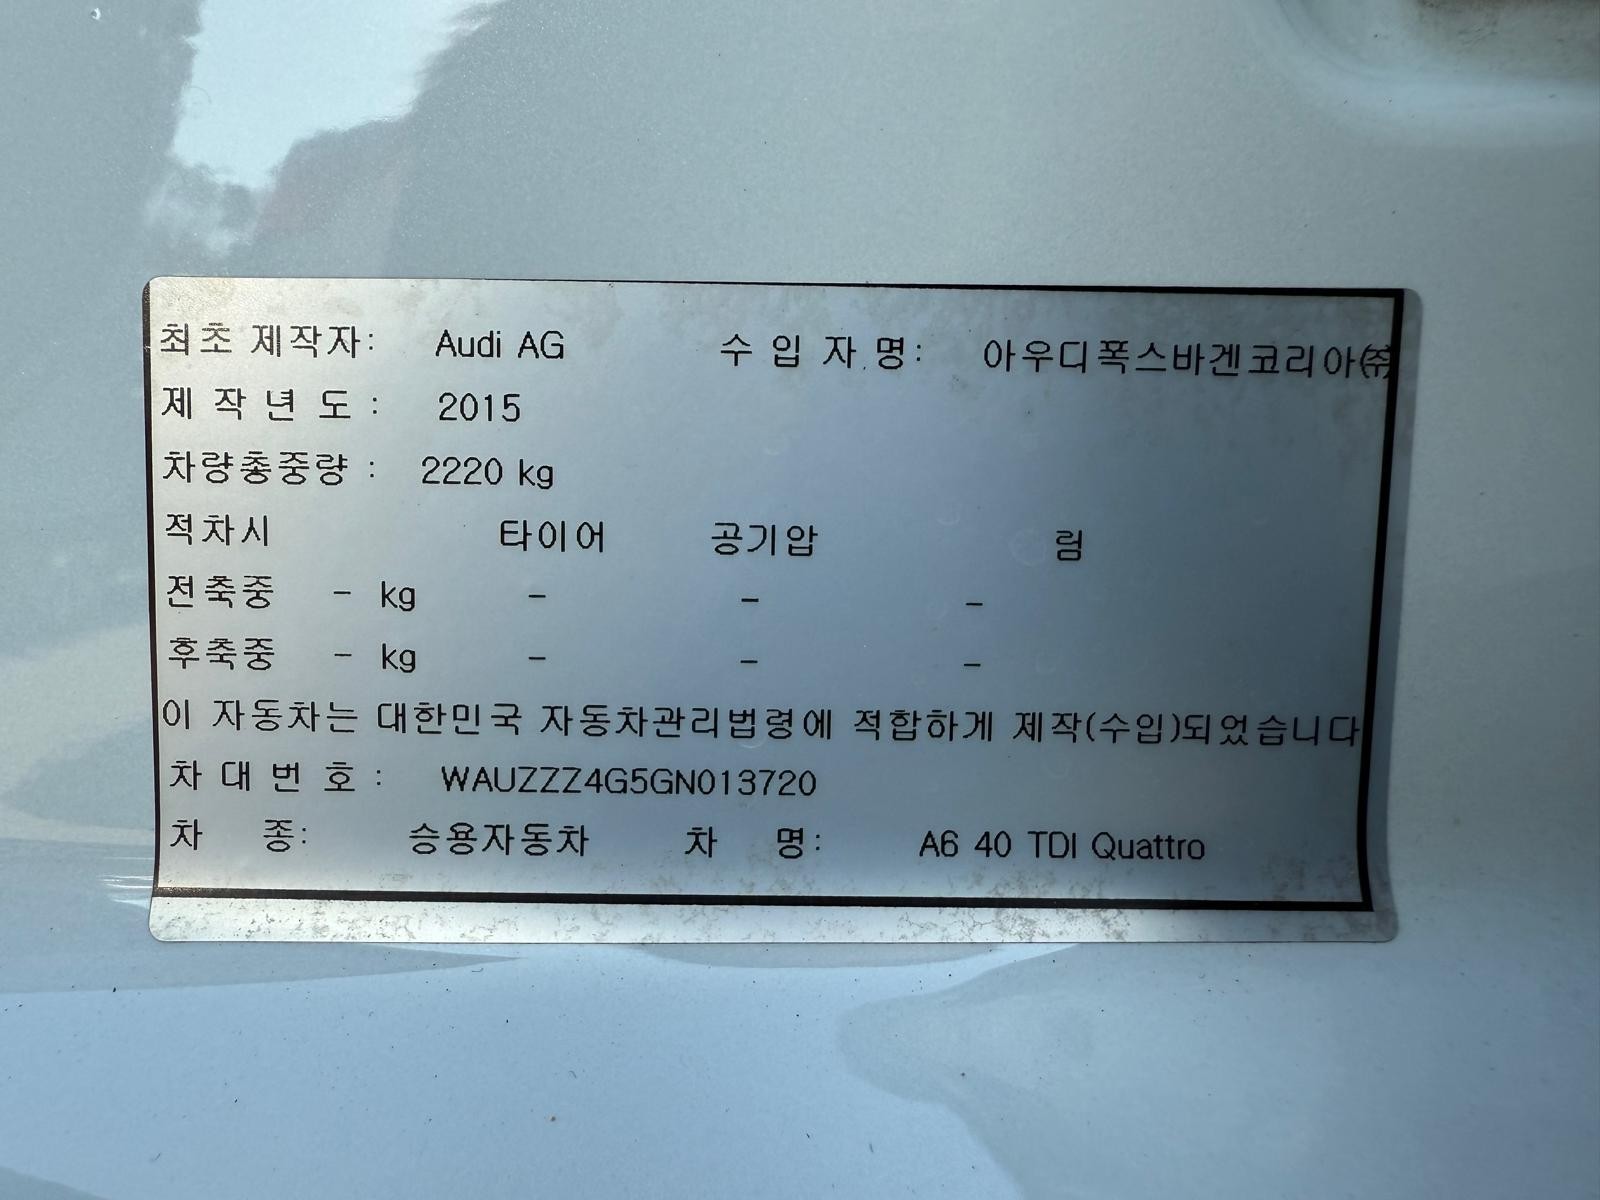 최초 제작자: Audi AG 수 입 자 명: 아우디폭스바겐코리아㈜
제 작 년 도 : 2015
차량총중량 : 2220 kg
적차시 타이어 공기압 림
전축중 - kg - - -
후축중 - kg - - -
이 자동차는 대한민국 자동차관리법령에 적합하게 제작(수입)되었습니다
차 대 번 호 : WAUZZZ4G5GN013720
차 종: 승용자동차 차 명: A6 40 TDI Quattro